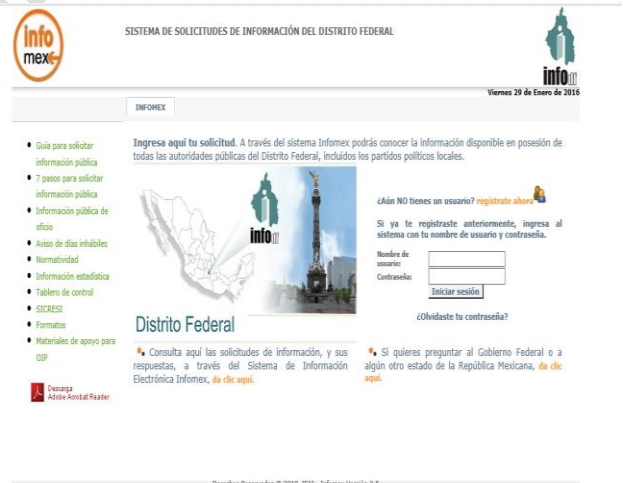 info
mex
SISTEMA DE SOLICITUDES DE INFORMACIÓN DEL DISTRITO FEDERAL
info df
Viernes 29 de Enero de 2016
INFOMEX
Guía para solicitar
información pública
7 pasos para solicitar
información pública
Información pública de
oficio
Aviso de días inhábiles
Normatividad
Información estadística
Tablero de control
SICRESI
Formatos
Materiales de apoyo para
OIP
Descarga
Adobe Acrobat Reader
Ingresa aquí tu solicitud. A través del sistema Infomex podrás conocer la información disponible en posesión de
todas las autoridades públicas del Distrito Federal, incluidos los partidos políticos locales.
info df
Distrito Federal
¿Aún NO tienes un usuario? regístrate ahora
Si ya te registraste anteriormente, ingresa al
sistema con tu nombre de usuario y contraseña.
Nombre de
usuario:
Contraseña:
Iniciar sesión
¿Olvidaste tu contraseña?
Consulta aquí las solicitudes de información, y sus
respuestas, a través del Sistema de Información
Electrónica Infomex, da clic aquí.
Si quieres preguntar al Gobierno Federal o a
algún otro estado de la República Mexicana, da clic
aquí.